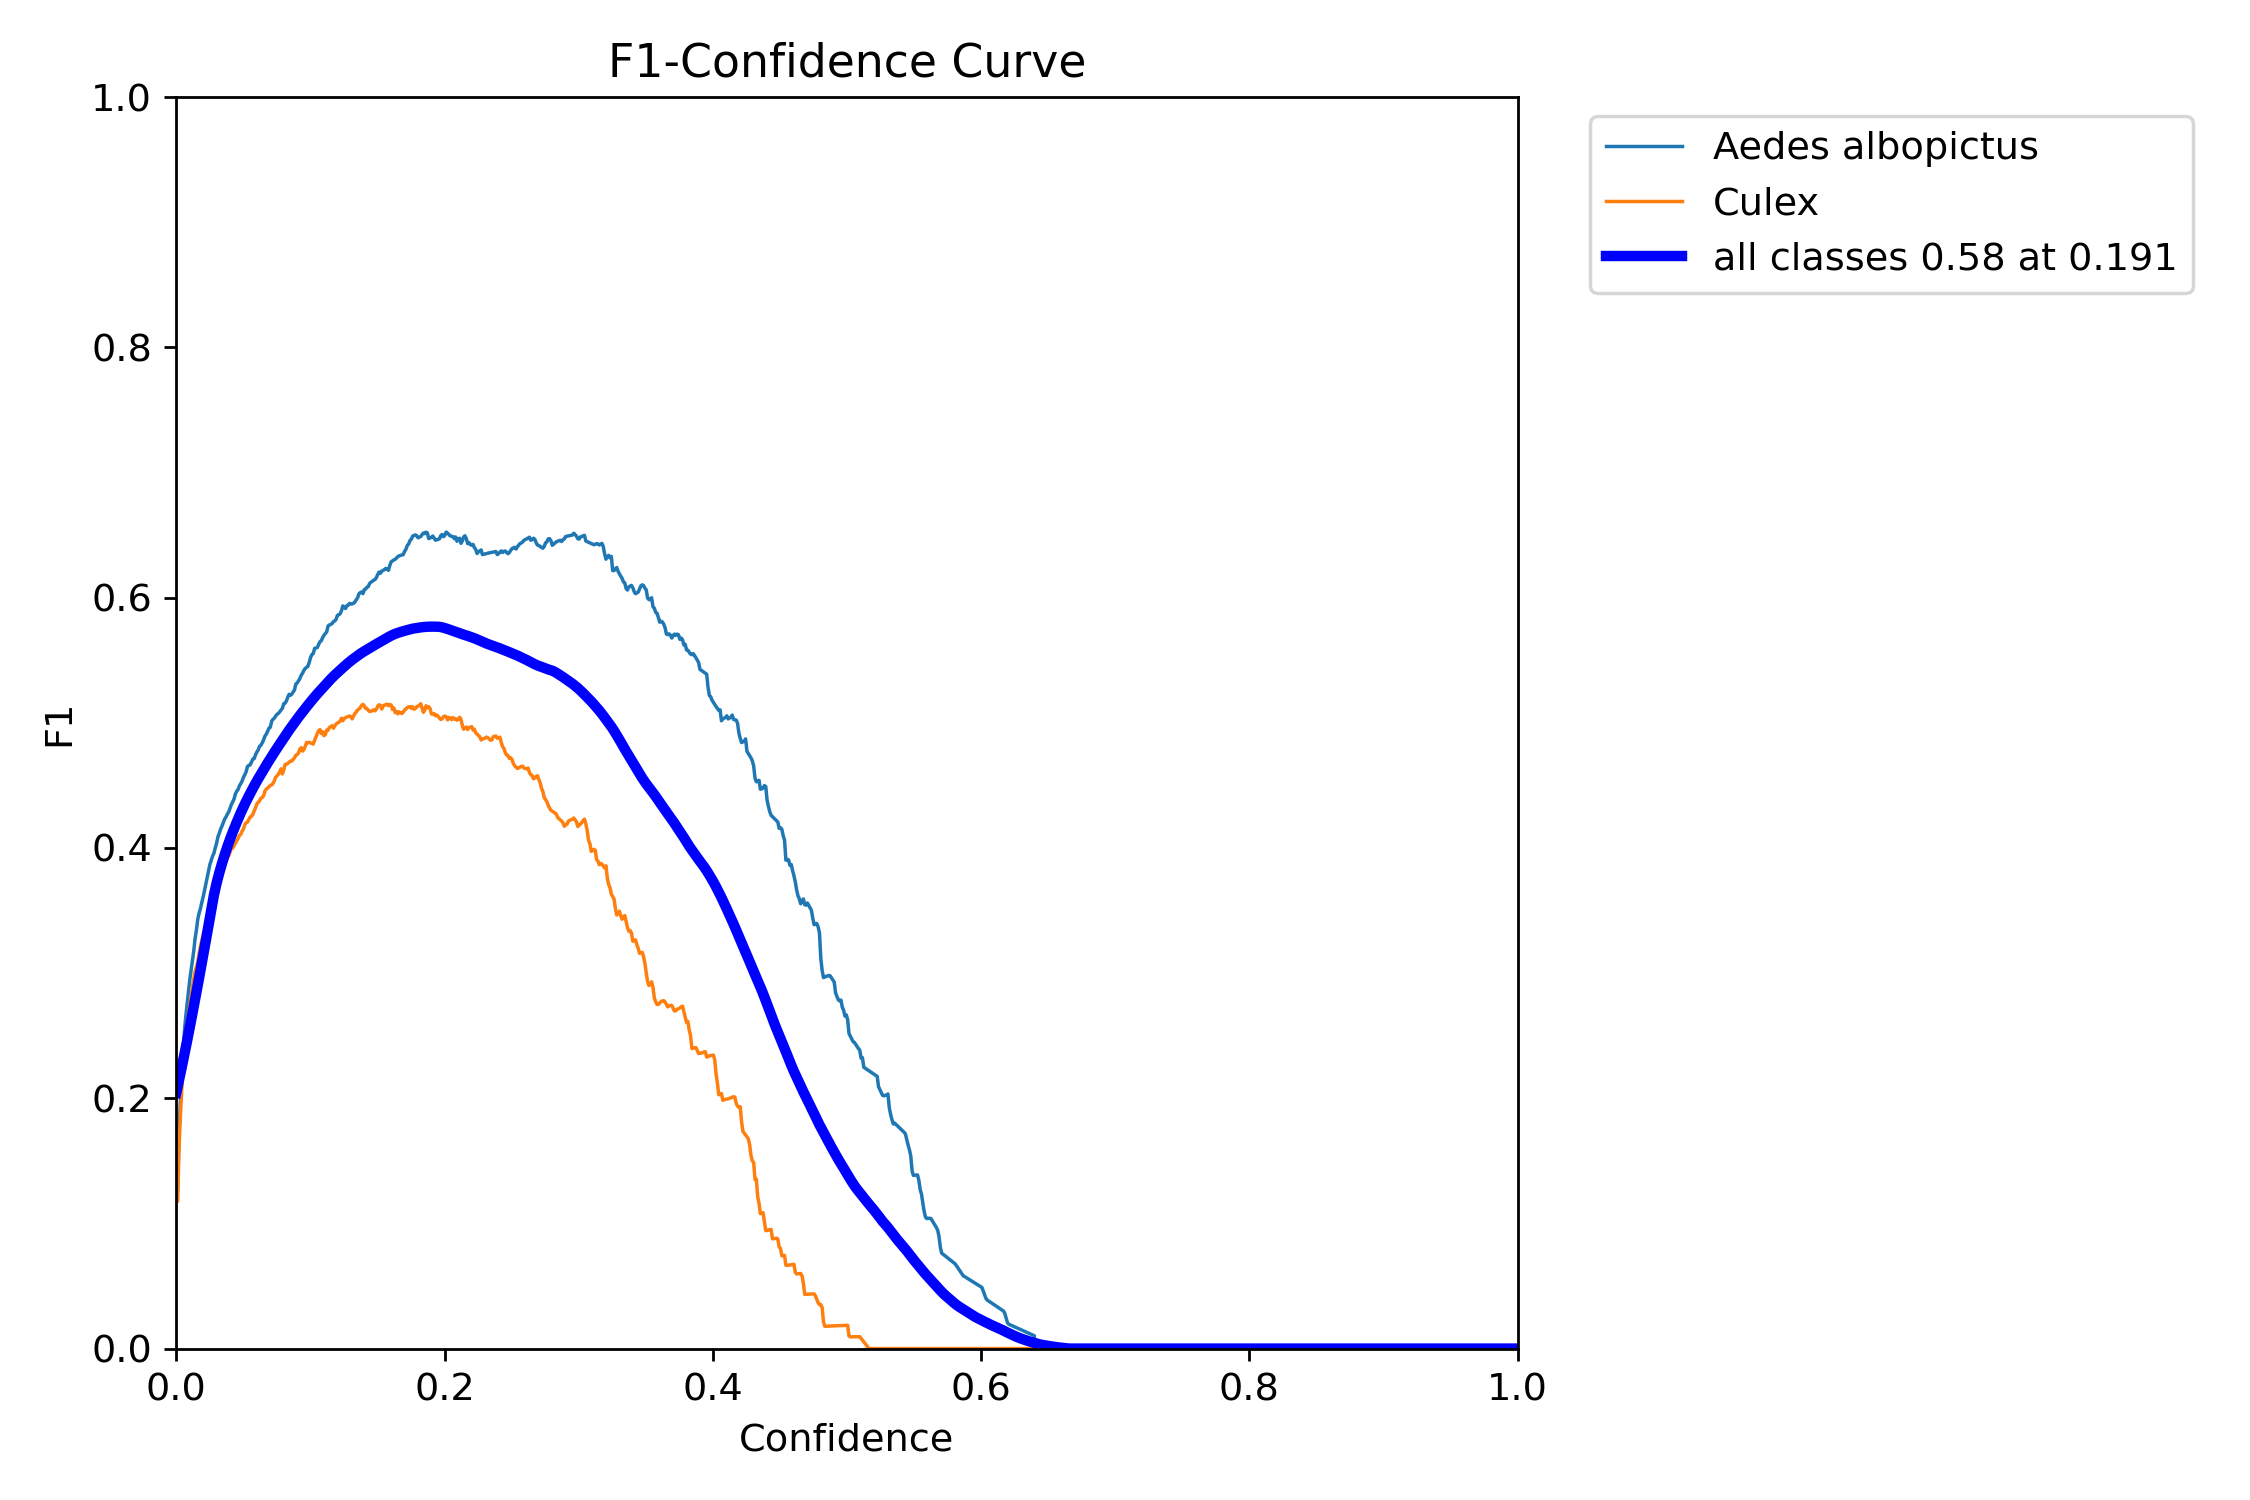 F1-Confidence Curve
1.0
0.8
0.6
0.4
0.2
0.0
F1
0.0 0.2 0.4 0.6 0.8 1.0
Confidence
Aedes albopictus
Culex
all classes 0.58 at 0.191